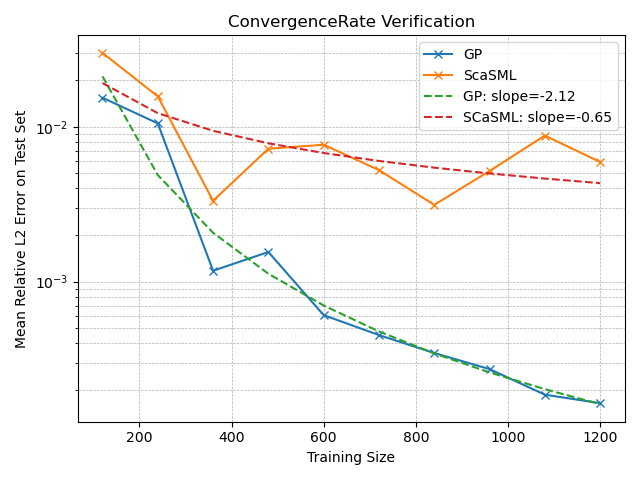 ConvergenceRate Verification
GP
ScaSML
GP: slope=-2.12
SCaSML: slope=-0.65
Mean Relative L2 Error on Test Set
10⁻²
10⁻³
200 400 600 800 1000 1200
Training Size